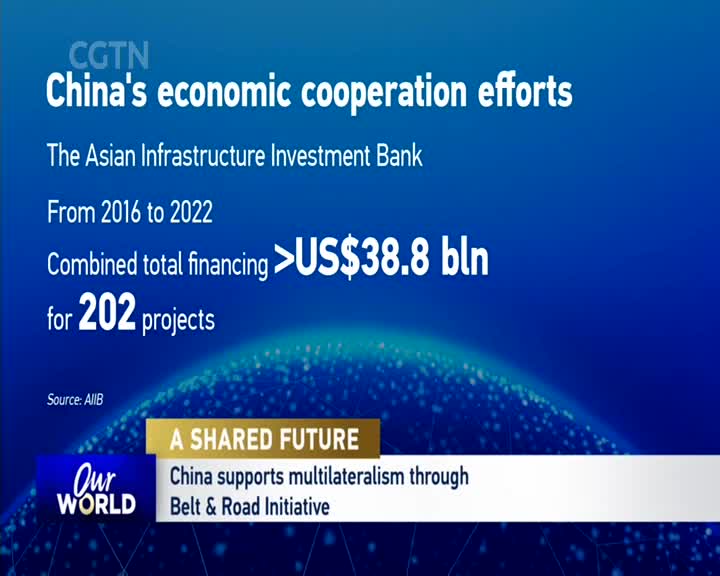 CGTN
China's economic cooperation efforts
The Asian Infrastructure Investment Bank
From 2016 to 2022
Combined total financing >US$38.8 bln
for 202 projects
Source: AIIB
A SHARED FUTURE
Our
WORLD
China supports multilateralism through
Belt & Road Initiative